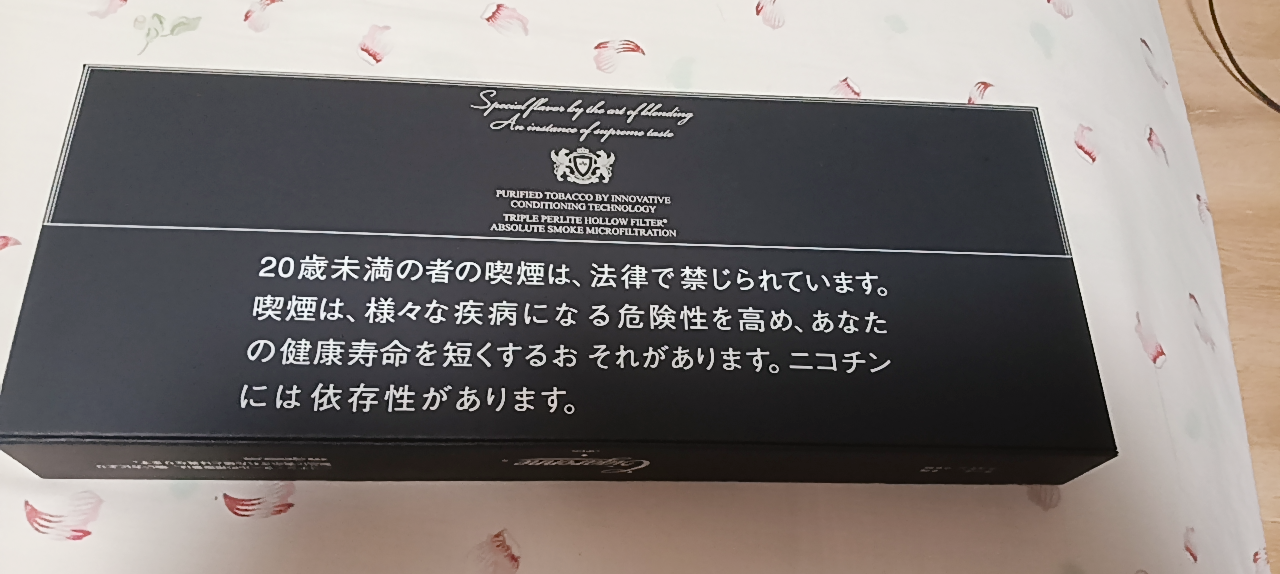 Special flavor by the art of blending
An instance of supreme taste
PURIFIED TOBACCO BY INNOVATIVE
CONDITIONING TECHNOLOGY
TRIPLE PERLITE HOLLOW FILTER®
ABSOLUTE SMOKE MICROFILTRATION
20歳未満の者の喫煙は、法律で禁じられています。
喫煙は、様々な疾病になる危険性を高め、あなた
の健康寿命を短くするおそれがあります。ニコチン
には依存性があります。
Cigaronne